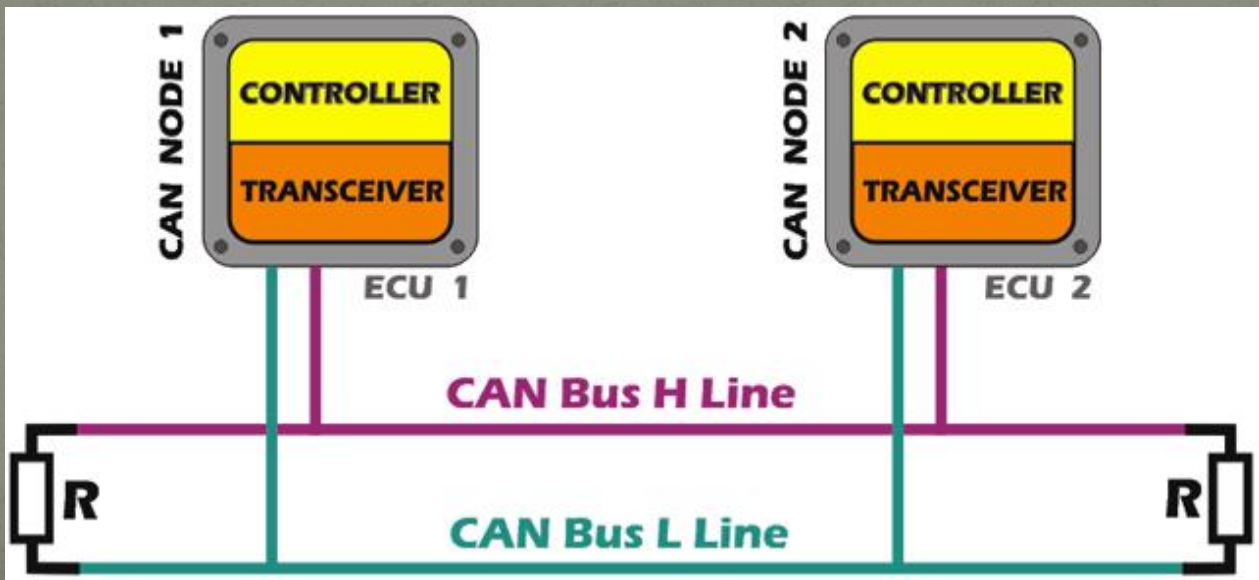 CAN NODE 1
CONTROLLER
TRANSCEIVER
ECU 1
CAN NODE 2
CONTROLLER
TRANSCEIVER
ECU 2
CAN Bus H Line
R
R
CAN Bus L Line